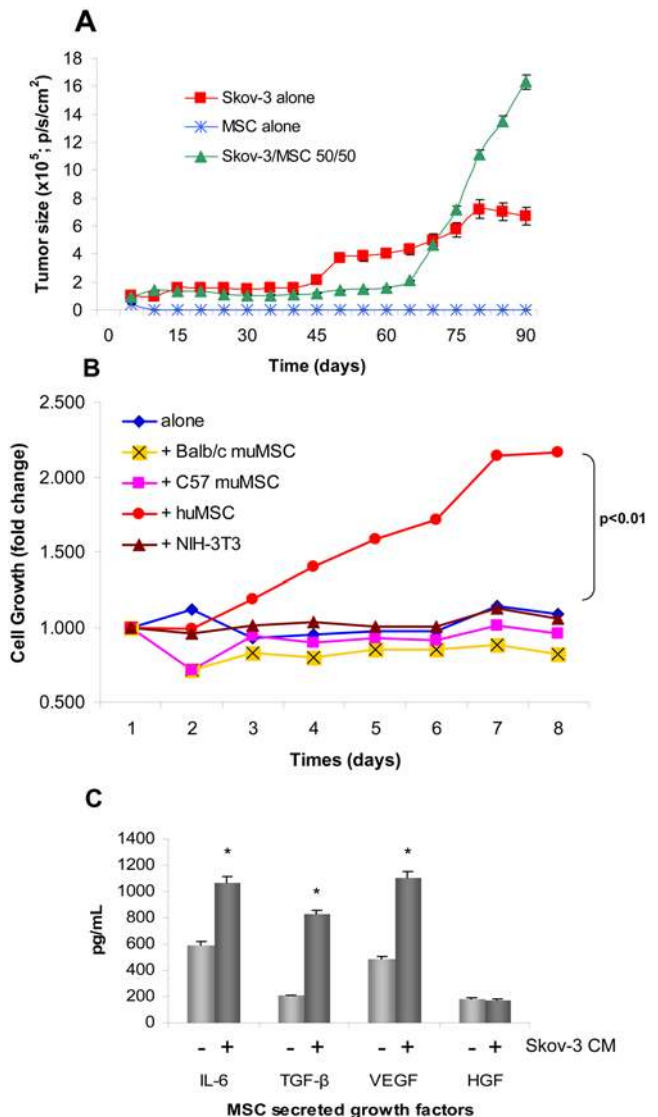 A
Tumor size (x10⁵; p/s/cm²)
18
16
14
12
10
8
6
4
2
0
Skov-3 alone
MSC alone
Skov-3/MSC 50/50
0 15 30 45 60 75 90
Time (days)
B
Cell Growth (fold change)
2.500
2.000
1.500
1.000
0.500
alone
+ Balb/c muMSC
+ C57 muMSC
+ huMSC
+ NIH-3T3
p<0.01
1 2 3 4 5 6 7 8
Times (days)
C
pg/mL
1400
1200
1000
800
600
400
200
0
* * *
- + - + - + - + Skov-3 CM
IL-6 TGF-β VEGF HGF
MSC secreted growth factors